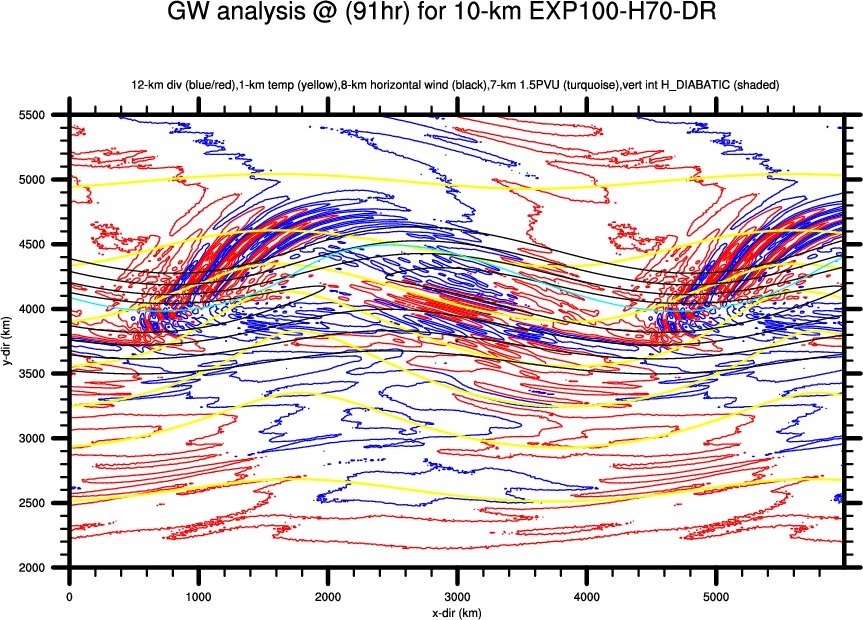 GW analysis @ (91hr) for 10-km EXP100-H70-DR
12-km div (blue/red),1-km temp (yellow),8-km horizontal wind (black),7-km 1.5PVU (turquoise),vert int H_DIABATIC (shaded)
5500
5000
4500
4000
3500
3000
2500
2000
y-dir (km)
0 1000 2000 3000 4000 5000
x-dir (km)